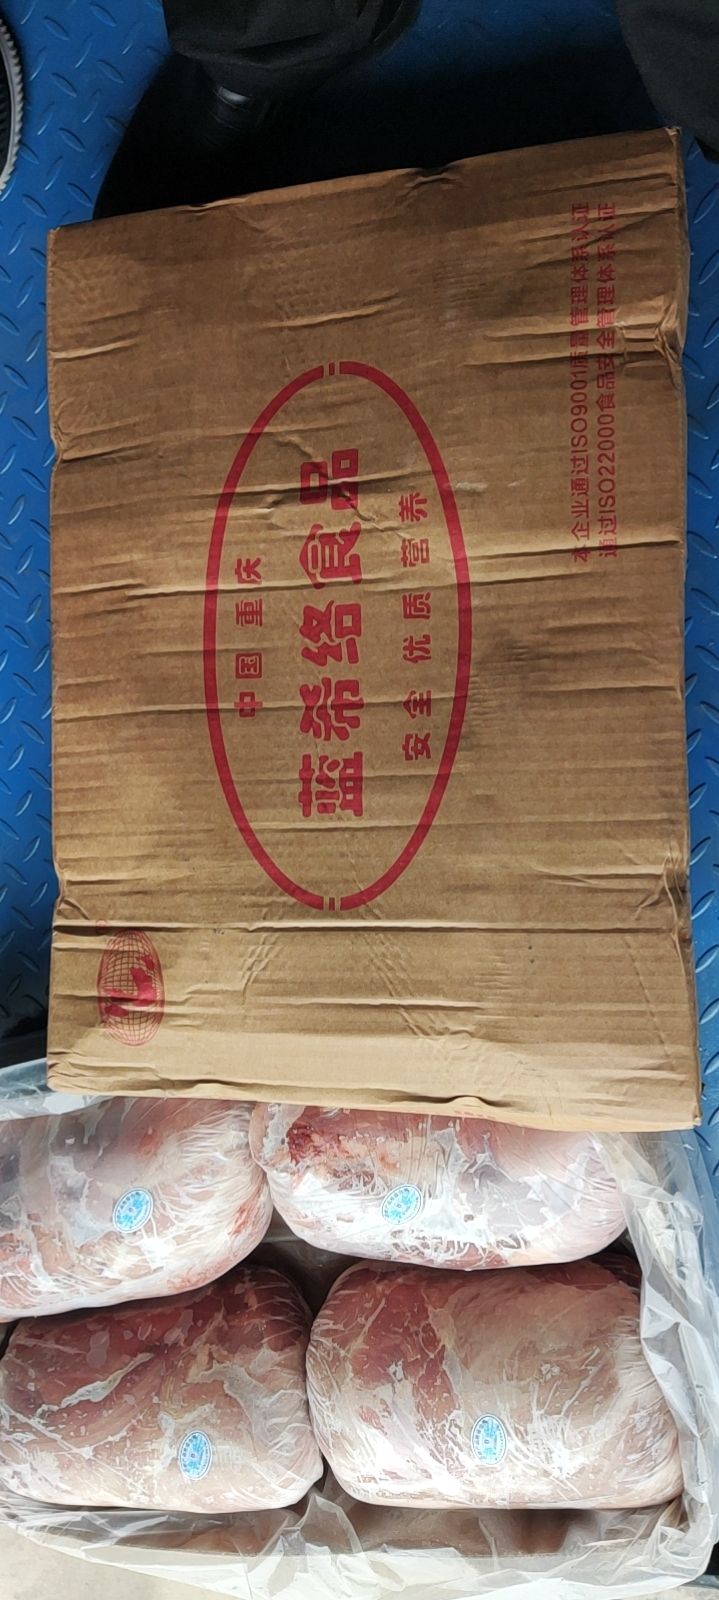 中国重庆
蓝希络食品
安全优质营养
本企业通过ISO9001质量管理体系认证
通过ISO22000食品安全管理体系认证